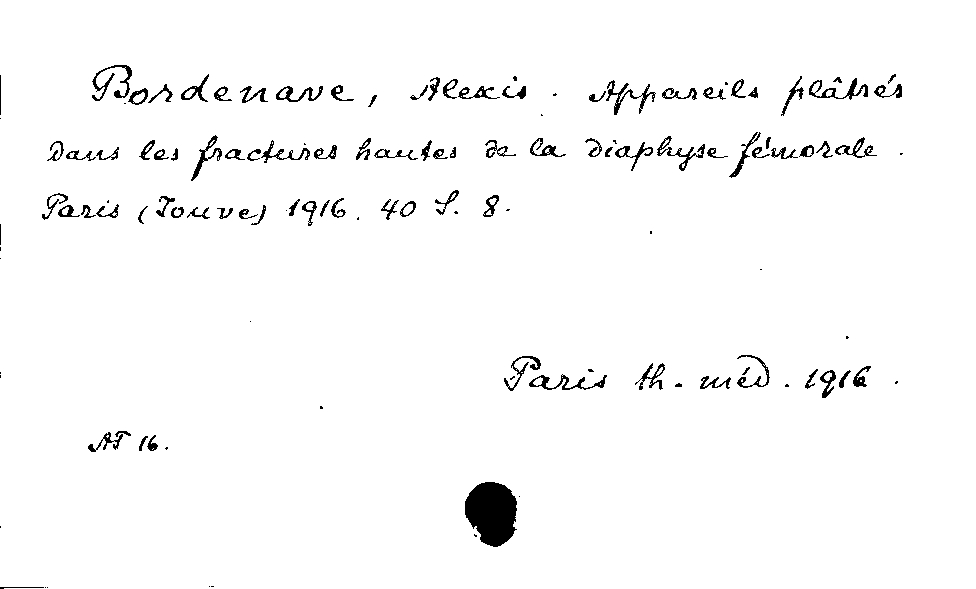 Bordenave, Alexis. Appareils plâtrés
dans les fractures hautes de la diaphyse fémorale.
Paris (Jouve) 1916. 40 S. 8.
Paris th. méd. 1916.
AT 16.